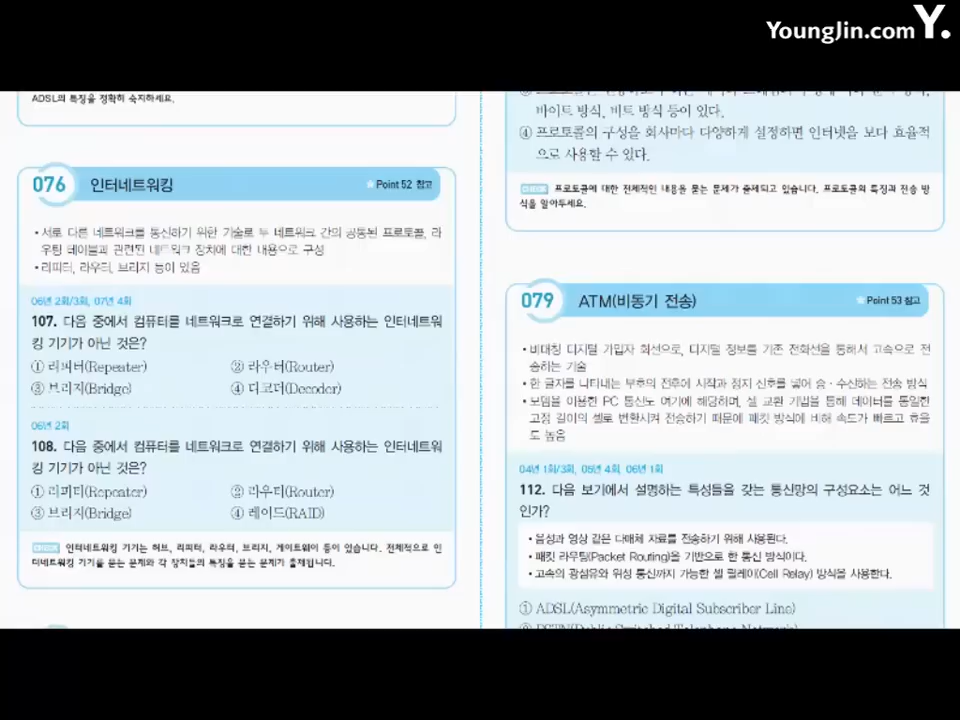 YoungJin.com Y.
ADSL의 특징을 정확히 숙지하세요.
076 인터네트워킹 Point 52 참고
• 서로 다른 네트워크를 통신하기 위한 기술로 두 네트워크 간의 공통된 프로토콜, 라
우팅 테이블과 관련된 네트워크 장치에 대한 내용으로 구성
• 리피터, 라우터, 브리지 등이 있음
06년 2회/3회, 07년 4회
107. 다음 중에서 컴퓨터를 네트워크로 연결하기 위해 사용하는 인터네트워
킹 기기가 아닌 것은?
① 리피터(Repeater) ② 라우터(Router)
③ 브리지(Bridge) ④ 디코더(Decoder)
06년 2회
108. 다음 중에서 컴퓨터를 네트워크로 연결하기 위해 사용하는 인터네트워
킹 기기가 아닌 것은?
① 리피터(Repeater) ② 라우터(Router)
③ 브리지(Bridge) ④ 레이드(RAID)
CHECK 인터네트워킹 기기는 허브, 리피터, 라우터, 브리지, 게이트웨이 등이 있습니다. 전체적으로 인
터네트워킹 기기를 묻는 문제와 각 장치들의 특징을 묻는 문제가 출제됩니다.
바이트 방식, 비트 방식 등이 있다.
④ 프로토콜의 구성을 회사마다 다양하게 설정하면 인터넷을 보다 효율적
으로 사용할 수 있다.
CHECK 프로토콜에 대한 전체적인 내용을 묻는 문제가 출제되고 있습니다. 프로토콜의 특징과 전송 방
식을 알아두세요.
079 ATM(비동기 전송) Point 53 참고
• 비대칭 디지털 가입자 회선으로, 디지털 정보를 기존 전화선을 통해서 고속으로 전
송하는 기술
• 한 글자를 나타내는 부호의 전후에 시작과 정지 신호를 넣어 송·수신하는 전송 방식
• 모뎀을 이용한 PC 통신도 여기에 해당하며, 셀 교환 기법을 통해 데이터를 통일한
고정 길이의 셀로 변환시켜 전송하기 때문에 패킷 방식에 비해 속도가 빠르고 효율
도 높음
04년 1회/3회, 05년 4회, 06년 1회
112. 다음 보기에서 설명하는 특성들을 갖는 통신망의 구성요소는 어느 것
인가?
• 음성과 영상 같은 다매체 자료를 전송하기 위해 사용된다.
• 패킷 라우팅(Packet Routing)을 기반으로 한 통신 방식이다.
• 고속의 광섬유와 위성 통신까지 가능한 셀 릴레이(Cell Relay) 방식을 사용한다.
① ADSL(Asymmetric Digital Subscriber Line)